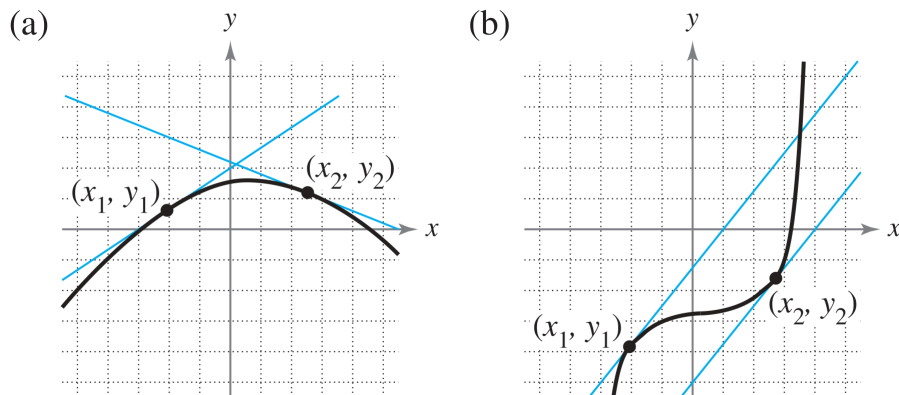 (a)
y
(x₁, y₁)
(x₂, y₂)
x
(b)
y
x
(x₁, y₁)
(x₂, y₂)